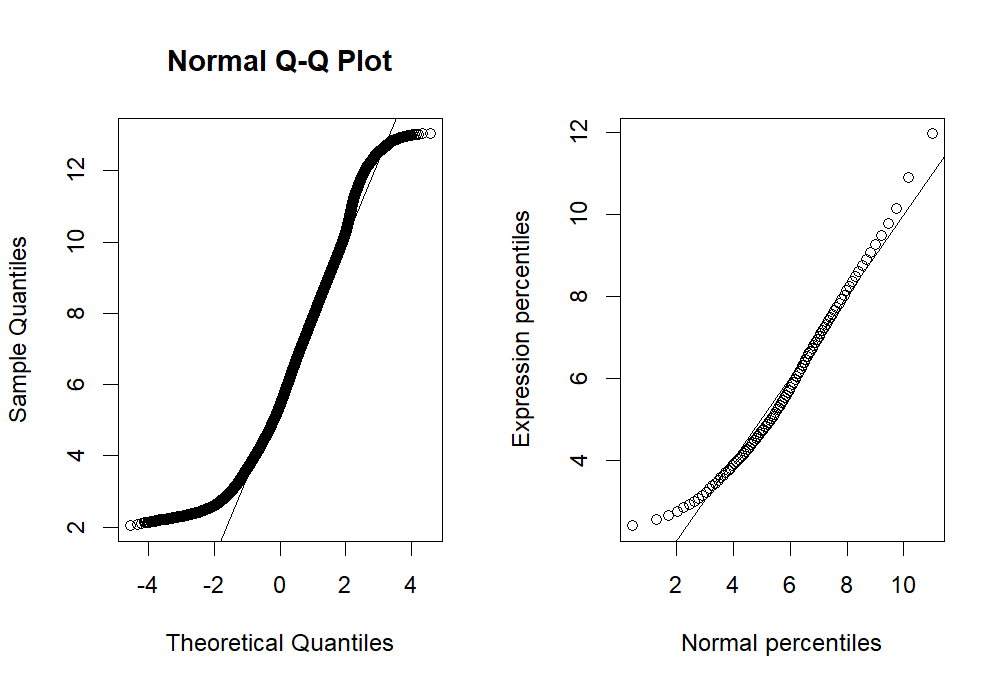 Normal Q-Q Plot
Sample Quantiles
12
10
8
6
4
2
-4 -2 0 2 4
Theoretical Quantiles
Expression percentiles
12
10
8
6
4
2 4 6 8 10
Normal percentiles